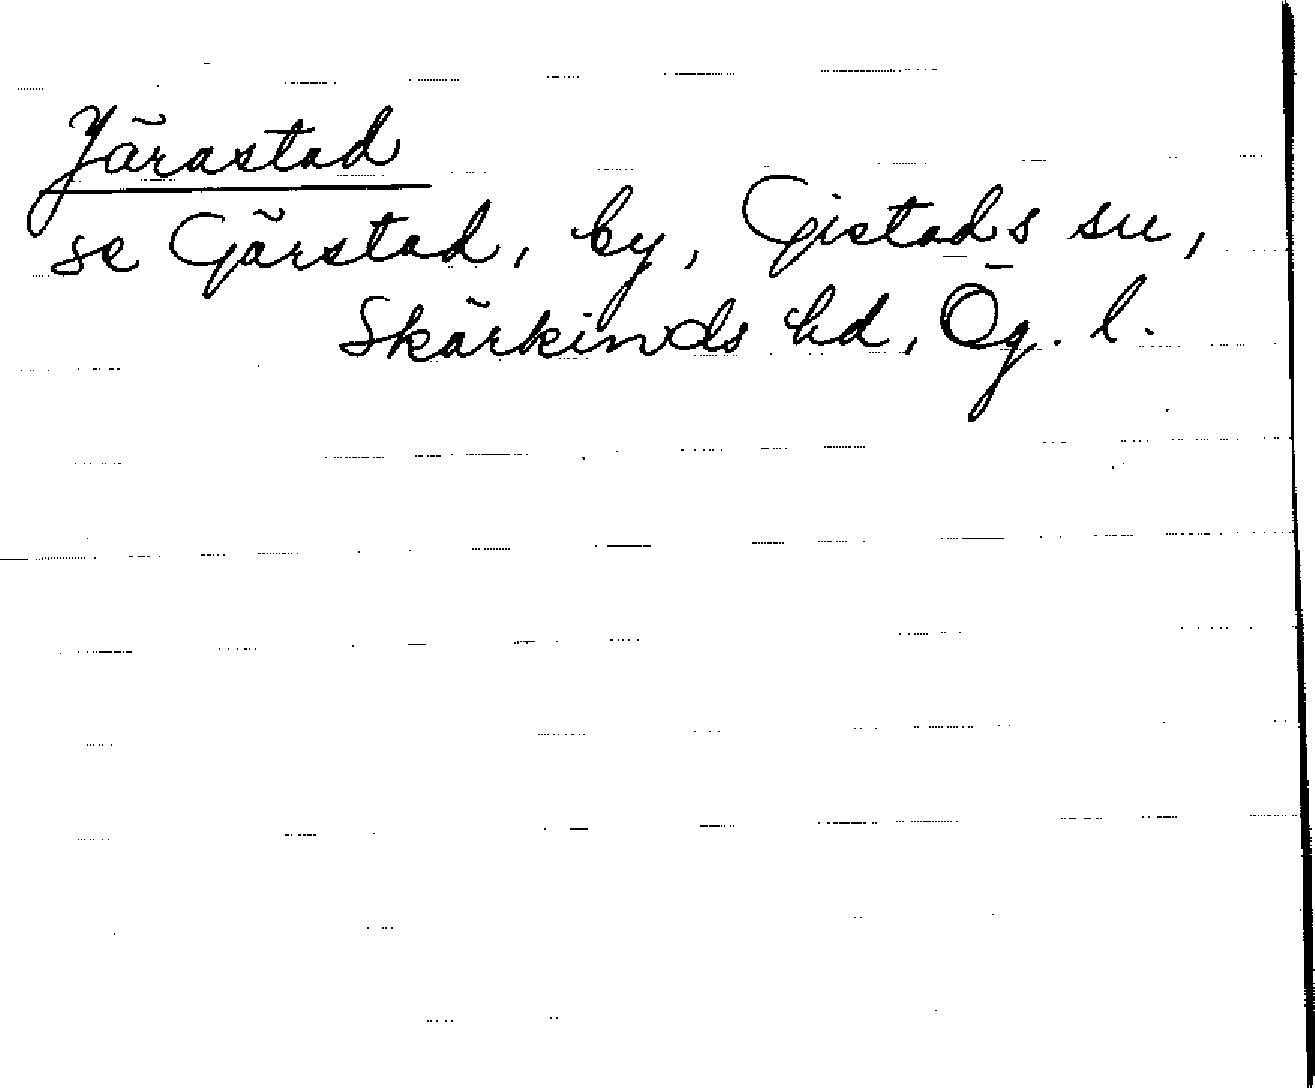 Järastad
se Gärstad, by, Gistads sn,
Skärkinds hd, Ög. l.